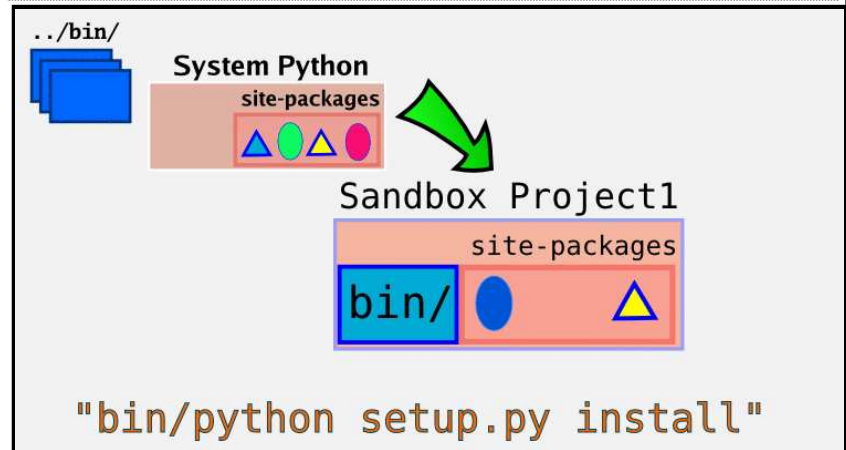 ../bin/
System Python
site-packages
Sandbox Project1
site-packages
bin/
"bin/python setup.py install"